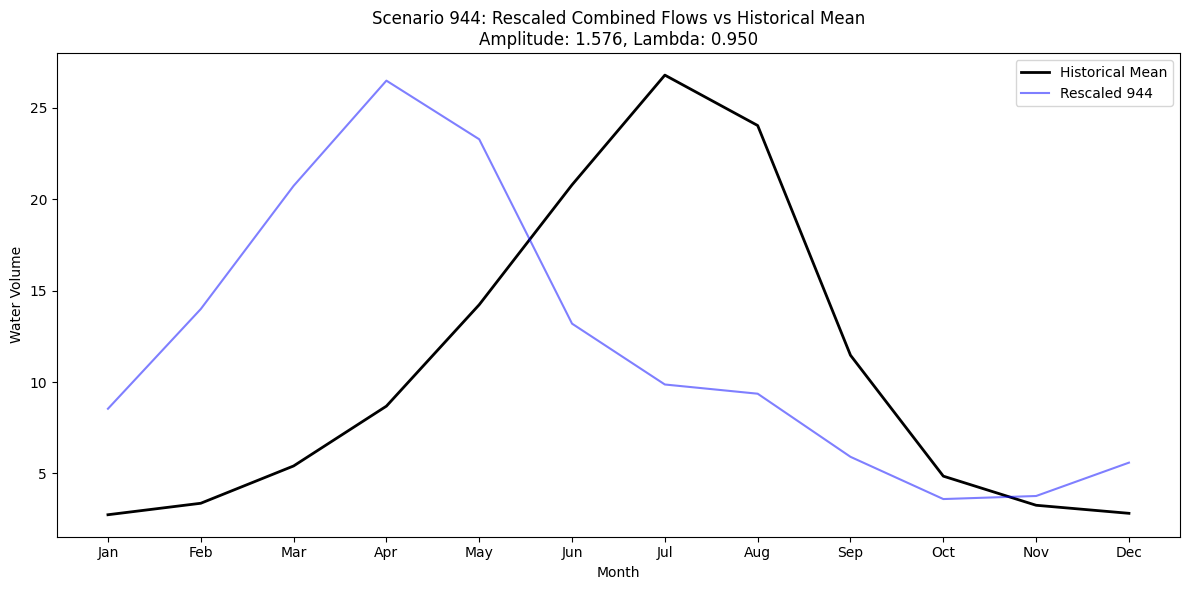 Scenario 944: Rescaled Combined Flows vs Historical Mean
Amplitude: 1.576, Lambda: 0.950
Historical Mean
Rescaled 944
25
20
15
10
5
Water Volume
Jan Feb Mar Apr May Jun Jul Aug Sep Oct Nov Dec
Month